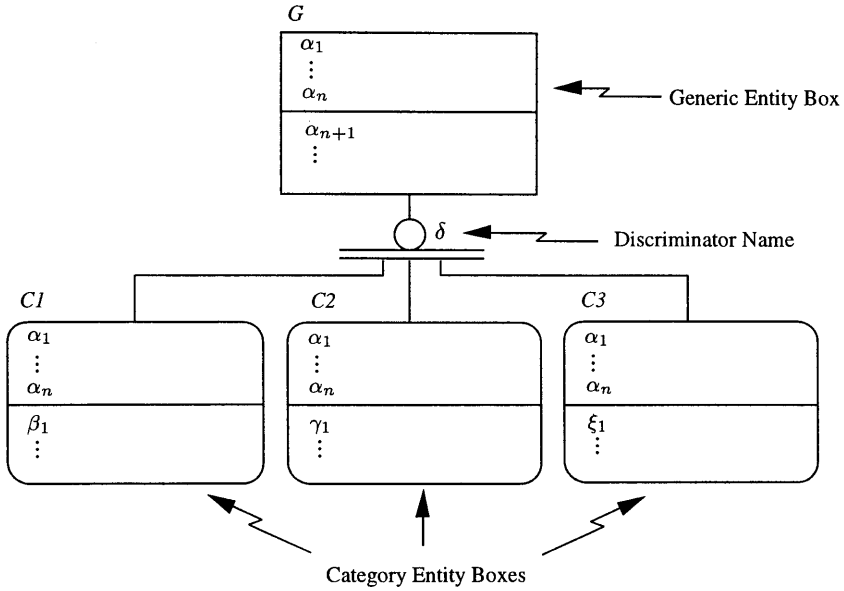 G
α1
⋮
αn
αn+1
⋮
Generic Entity Box
δ
Discriminator Name
C1
C2
C3
α1
⋮
αn
β1
⋮
α1
⋮
αn
γ1
⋮
α1
⋮
αn
ξ1
⋮
Category Entity Boxes